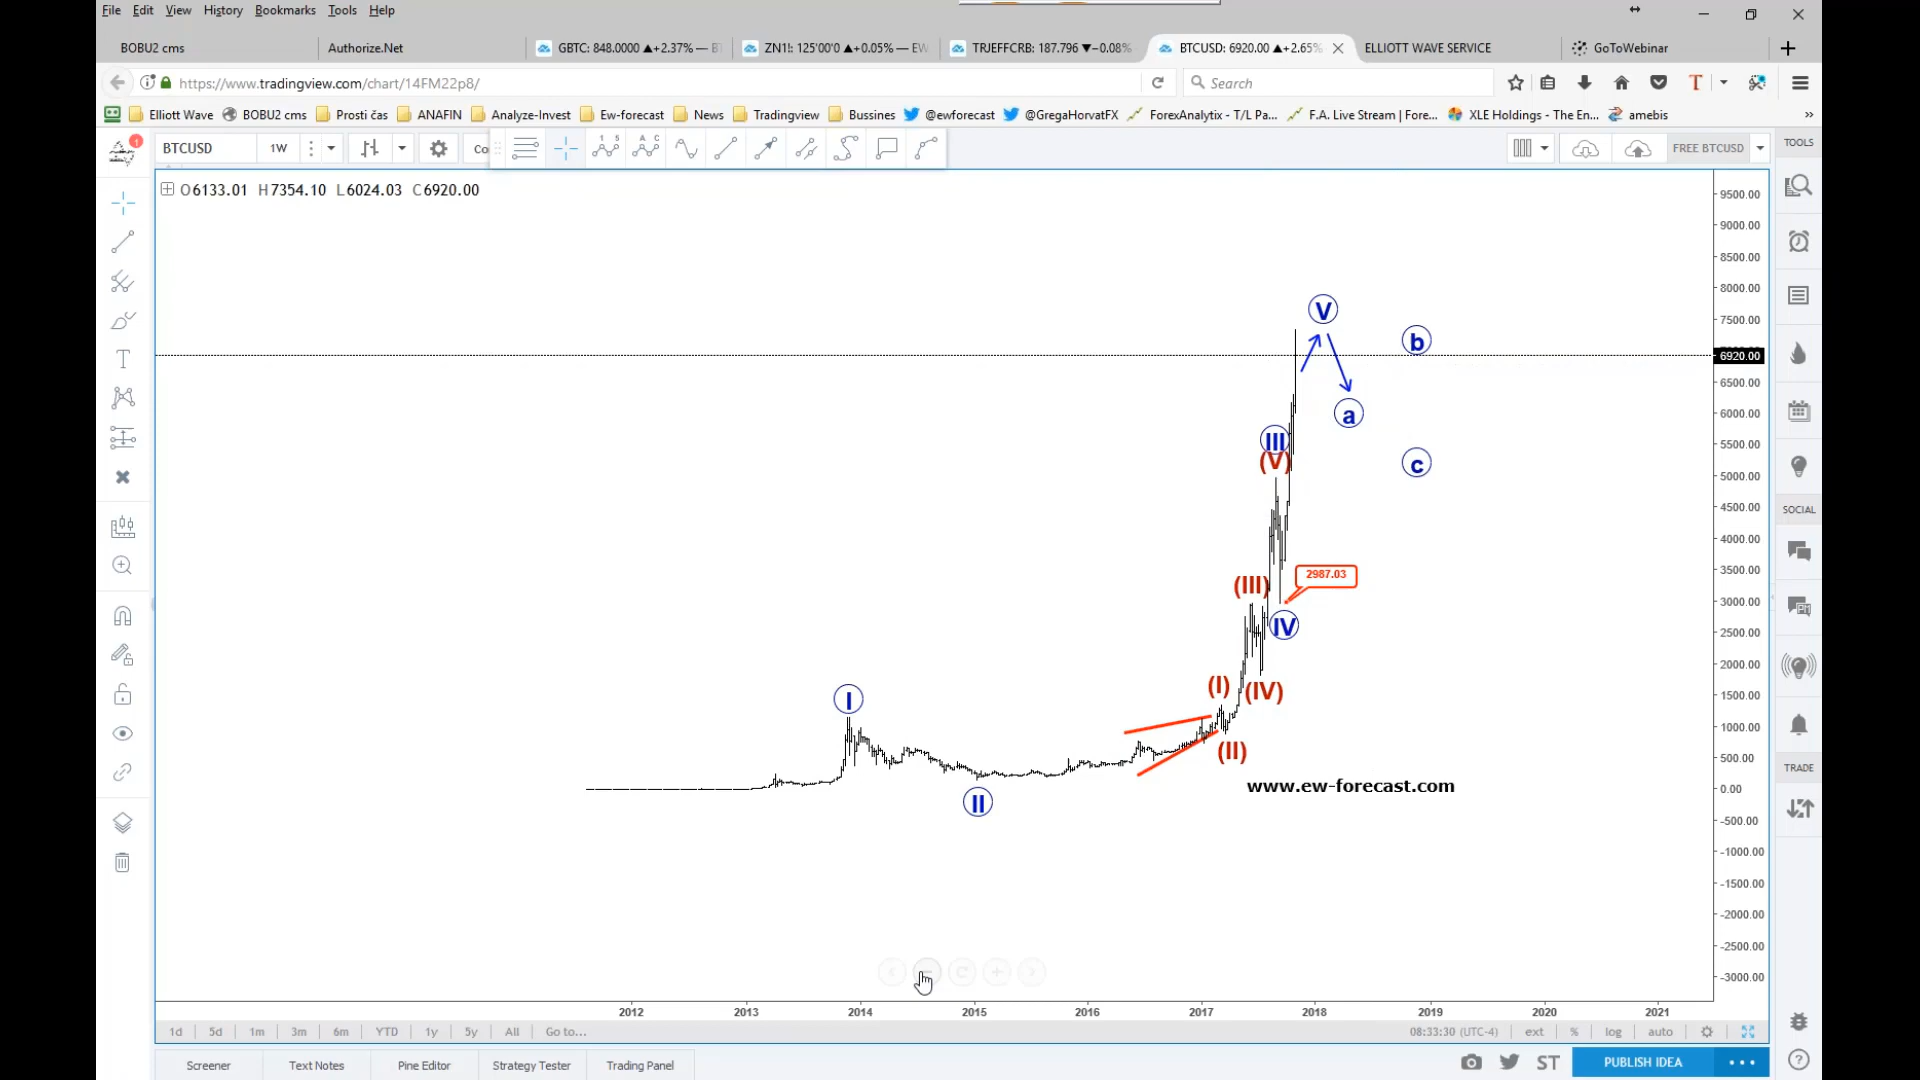 File Edit View History Bookmarks Tools Help
BOBU2 cms Authorize.Net GBTC: 848.0000 ▲+2.37% — ZN1!: 125'00'0 ▲+0.05% — EW TRJEFFCRB: 187.796 ▼−0.08% BTCUSD: 6920.00 ▲+2.65% ELLIOTT WAVE SERVICE GoToWebinar
https://www.tradingview.com/chart/14FM22p8/ Search
Elliott Wave BOBU2 cms Prosti čas ANAFIN Analyze-Invest Ew-forecast News Tradingview Bussines @ewforecast @GregaHorvatFX ForexAnalytix - T/L Pa... F.A. Live Stream | Fore... XLE Holdings - The En... amebis
1 BTCUSD 1W Co 1 5 A C FREE BTCUSD TOOLS
O6133.01 H7354.10 L6024.03 C6920.00
9500.00
9000.00
8500.00
8000.00
V 7500.00
b
6920.00
6500.00
a 6000.00
III 5500.00
(V) c
5000.00
SOCIAL
4500.00
4000.00
3500.00
2987.03
(III)
3000.00
IV 2500.00
2000.00
(I) (IV)
I 1500.00
1000.00
(II) 500.00
TRADE
www.ew-forecast.com 0.00
II
-500.00
-1000.00
-1500.00
-2000.00
-2500.00
-3000.00
2012 2013 2014 2015 2016 2017 2018 2019 2020 2021
1d 5d 1m 3m 6m YTD 1y 5y All Go to... 08:33:30 (UTC-4) ext % log auto
Screener Text Notes Pine Editor Strategy Tester Trading Panel ST PUBLISH IDEA